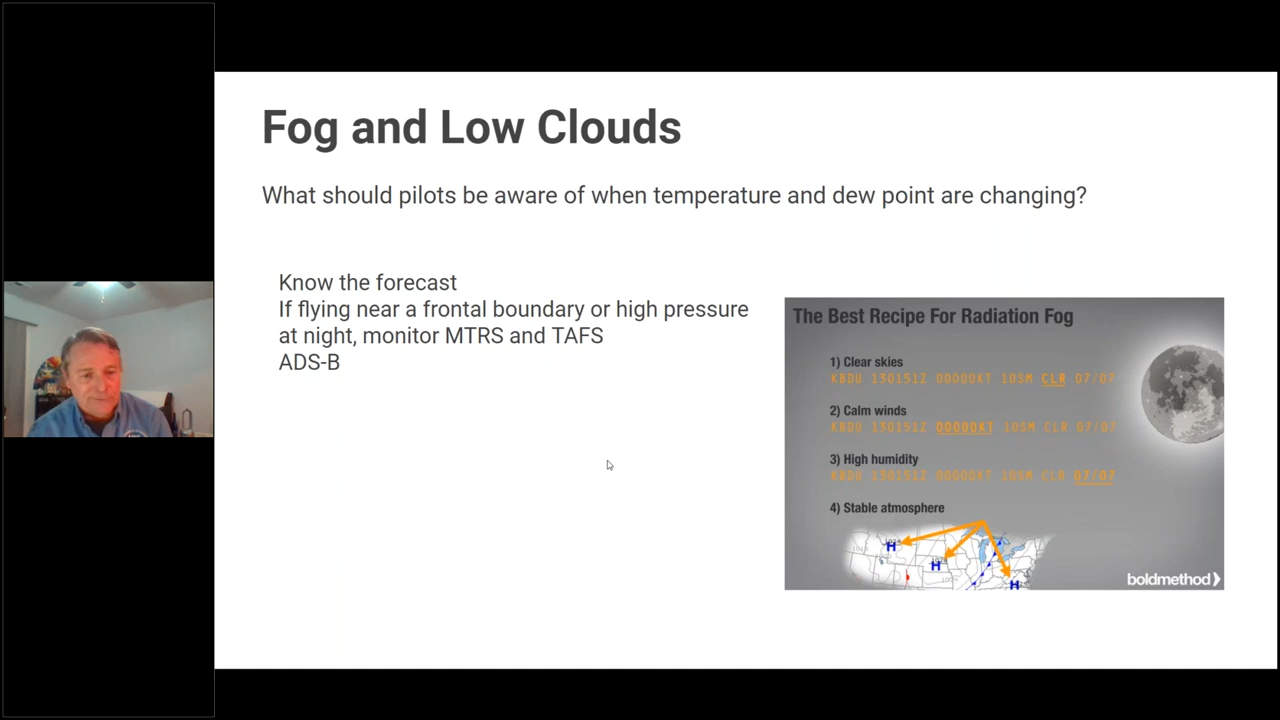 Fog and Low Clouds
What should pilots be aware of when temperature and dew point are changing?
Know the forecast
If flying near a frontal boundary or high pressure
at night, monitor MTRS and TAFS
ADS-B
The Best Recipe For Radiation Fog
1) Clear skies
KBDU 130151Z 00000KT 10SM CLR 07/07
2) Calm winds
KBDU 130151Z 00000KT 10SM CLR 07/07
3) High humidity
KBDU 130151Z 00000KT 10SM CLR 07/07
4) Stable atmosphere
H
H
H
boldmethod